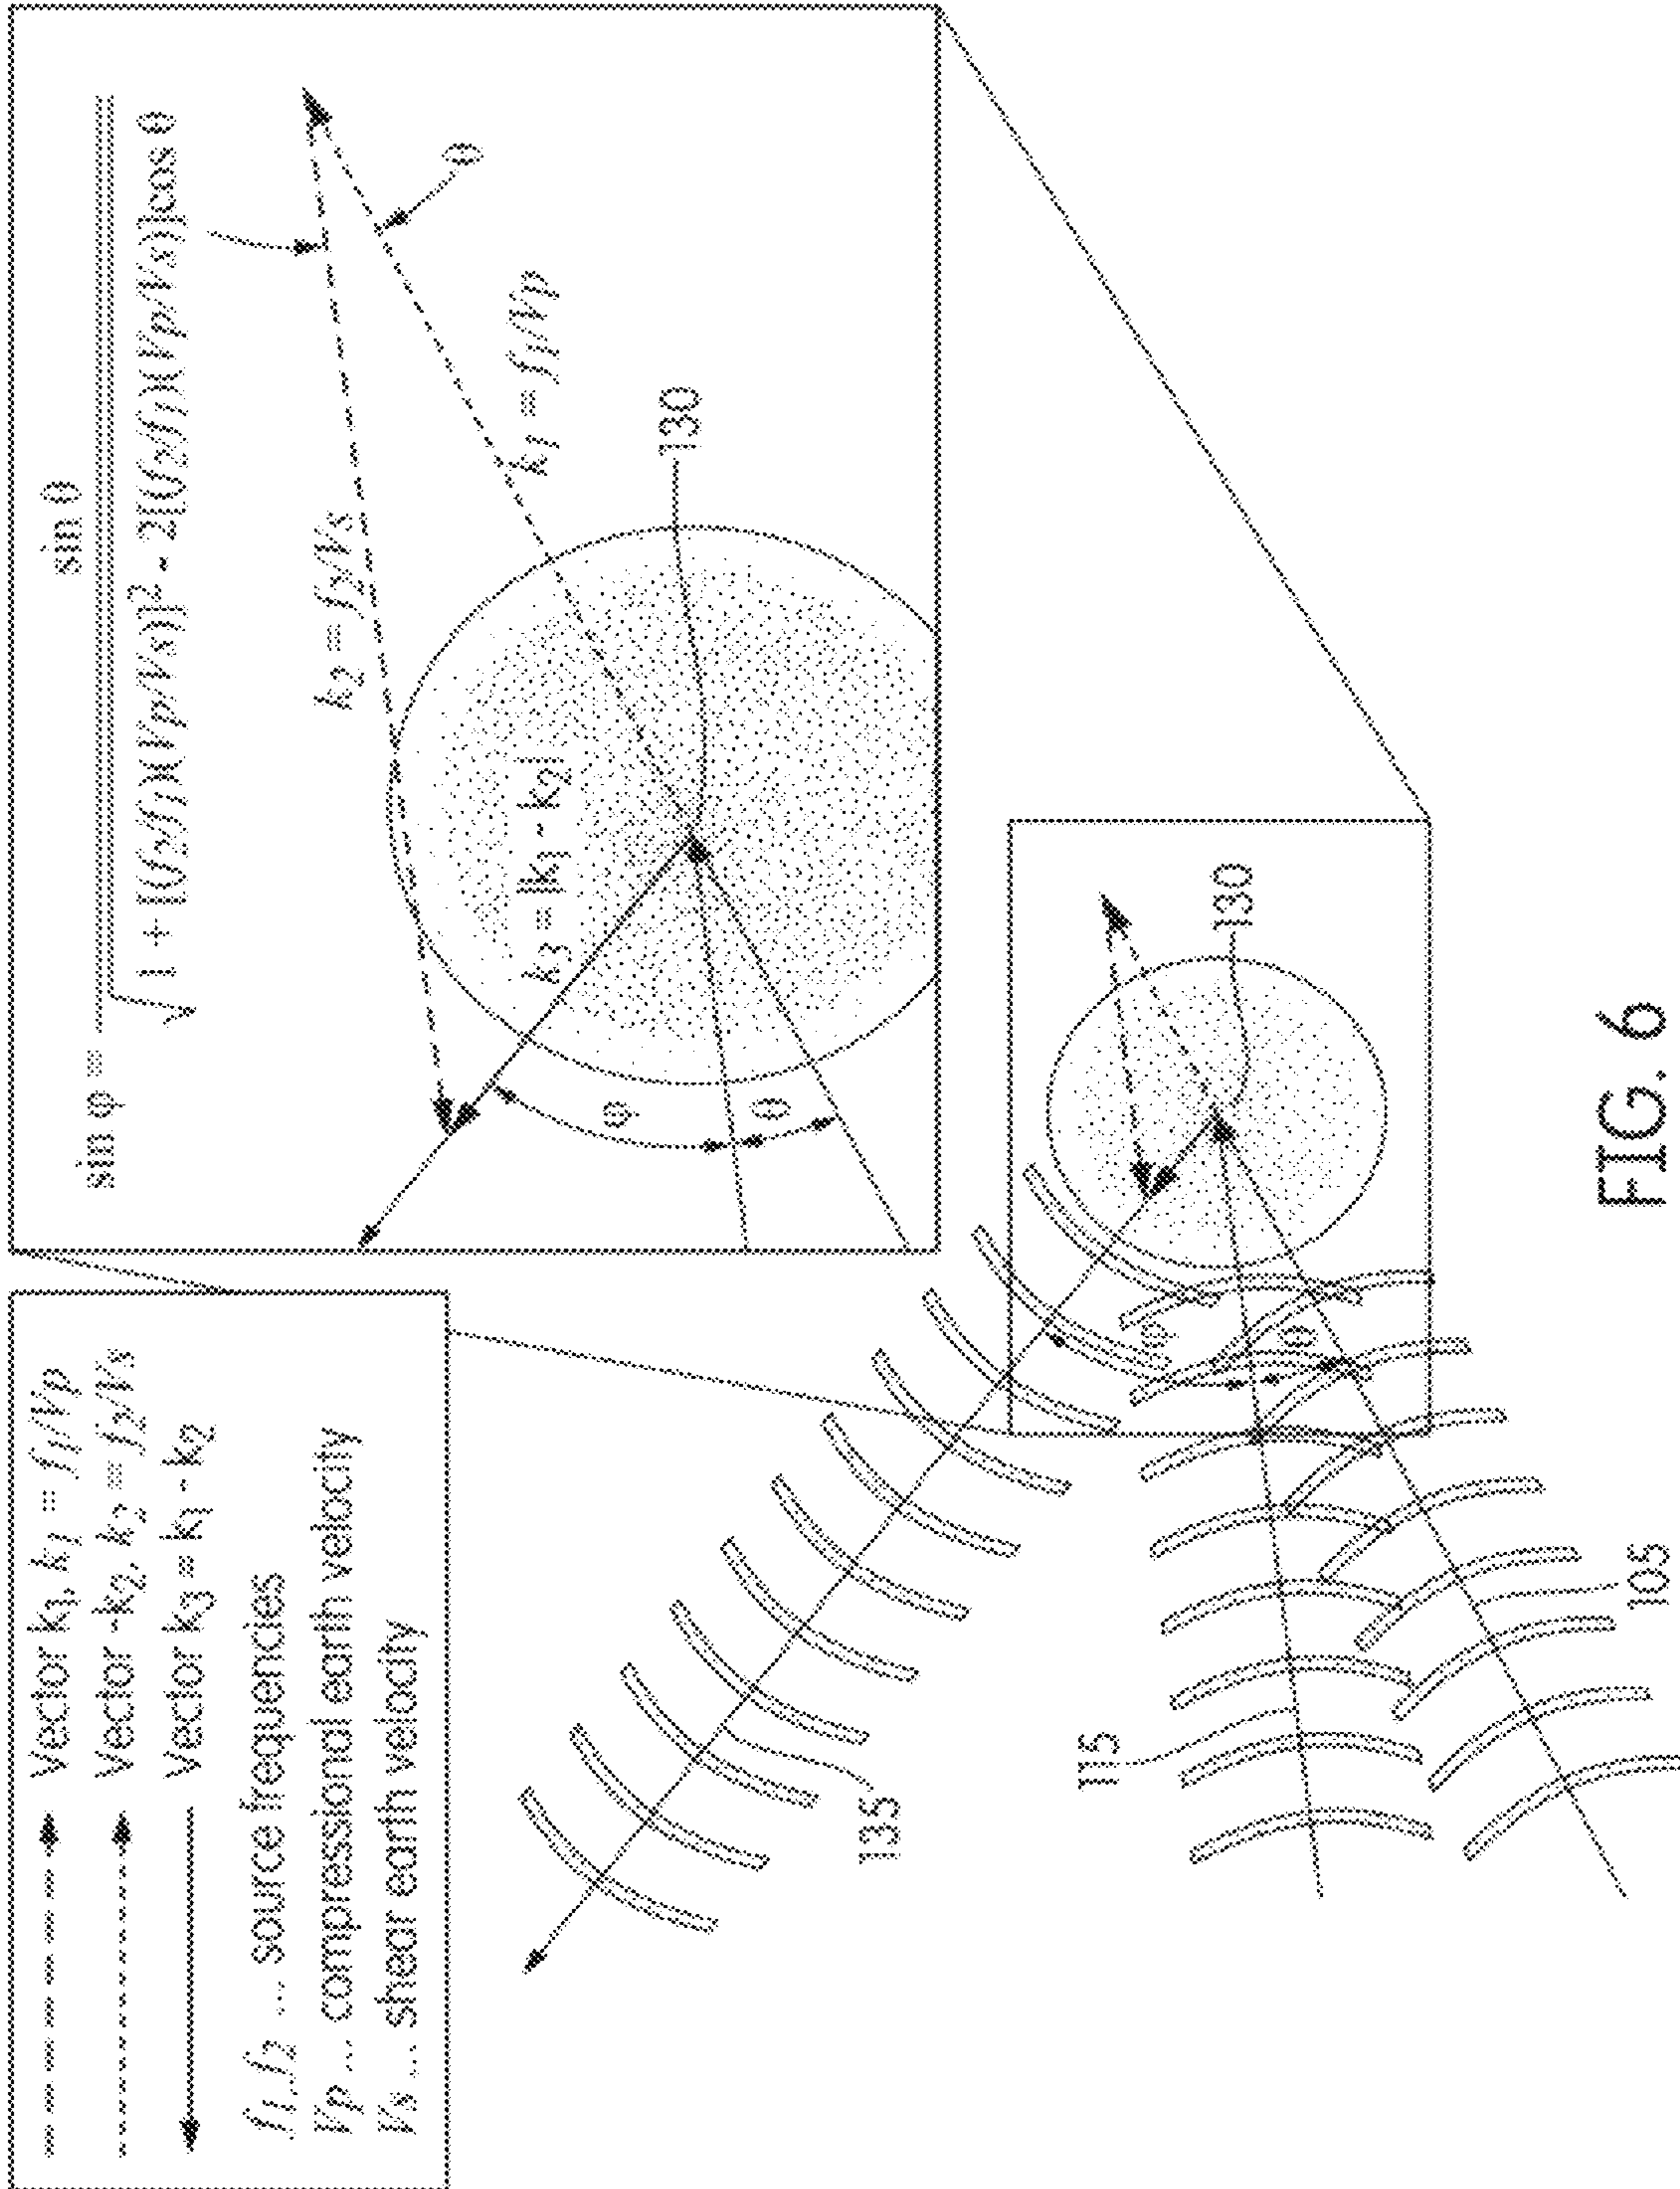 Vector k₁, k₁ = f₁/Vp
Vector -k₂, k₂ = f₂/Vs
Vector k₃ = k₁ - k₂
f₁, f₂ ... source frequencies
Vp ... compressional earth velocity
Vs ... shear earth velocity
sin φ = sin θ
√1 + [(f₂/f₁)(Vp/Vs)]² - 2[(f₂/f₁)(Vp/Vs)]cos θ
k₂ = f₂/Vs
θ
k₁ = f₁/Vp
k₃ = |k₁ - k₂|
130
φ
θ
135
115
105
φ
θ
130
FIG. 6